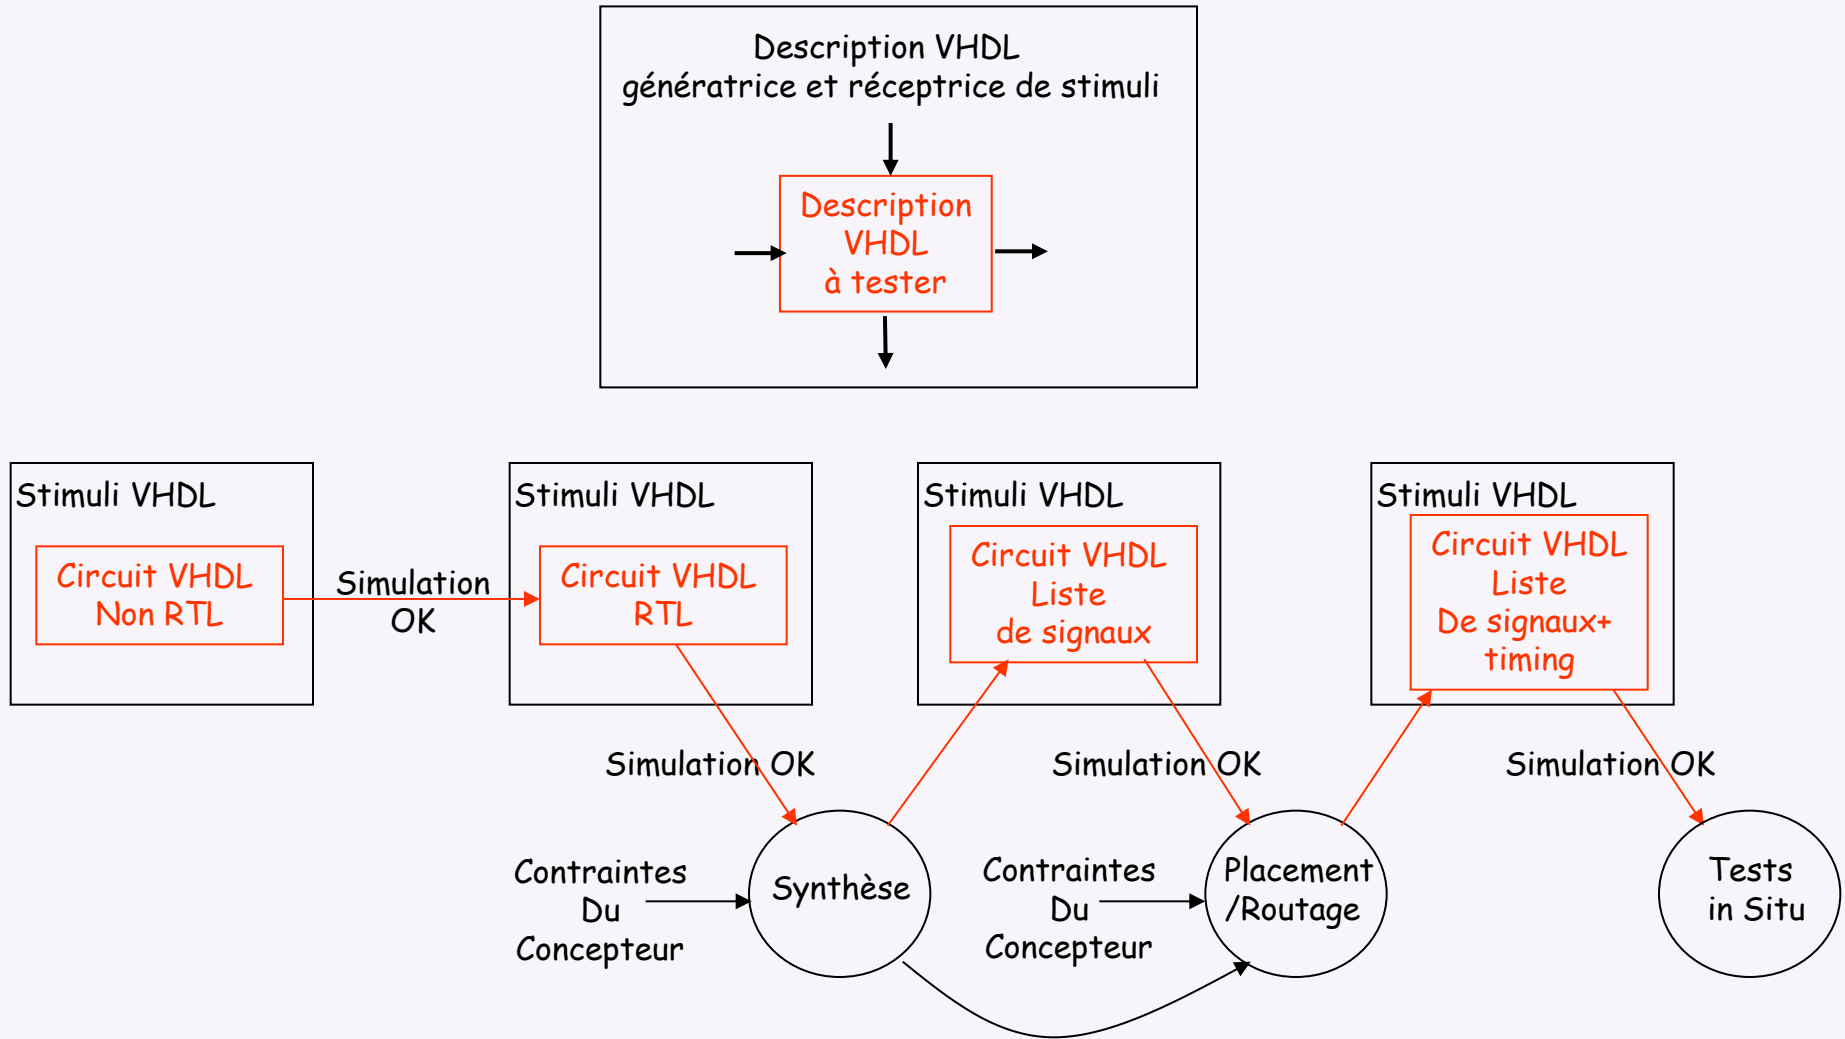 Description VHDL
génératrice et réceptrice de stimuli
Description
VHDL
à tester
Stimuli VHDL
Circuit VHDL
Non RTL
Simulation
OK
Stimuli VHDL
Circuit VHDL
RTL
Stimuli VHDL
Circuit VHDL
Liste
de signaux
Stimuli VHDL
Circuit VHDL
Liste
De signaux+
timing
Simulation OK
Simulation OK
Simulation OK
Contraintes
Du
Concepteur
Synthèse
Contraintes
Du
Concepteur
Placement
/Routage
Tests
in Situ